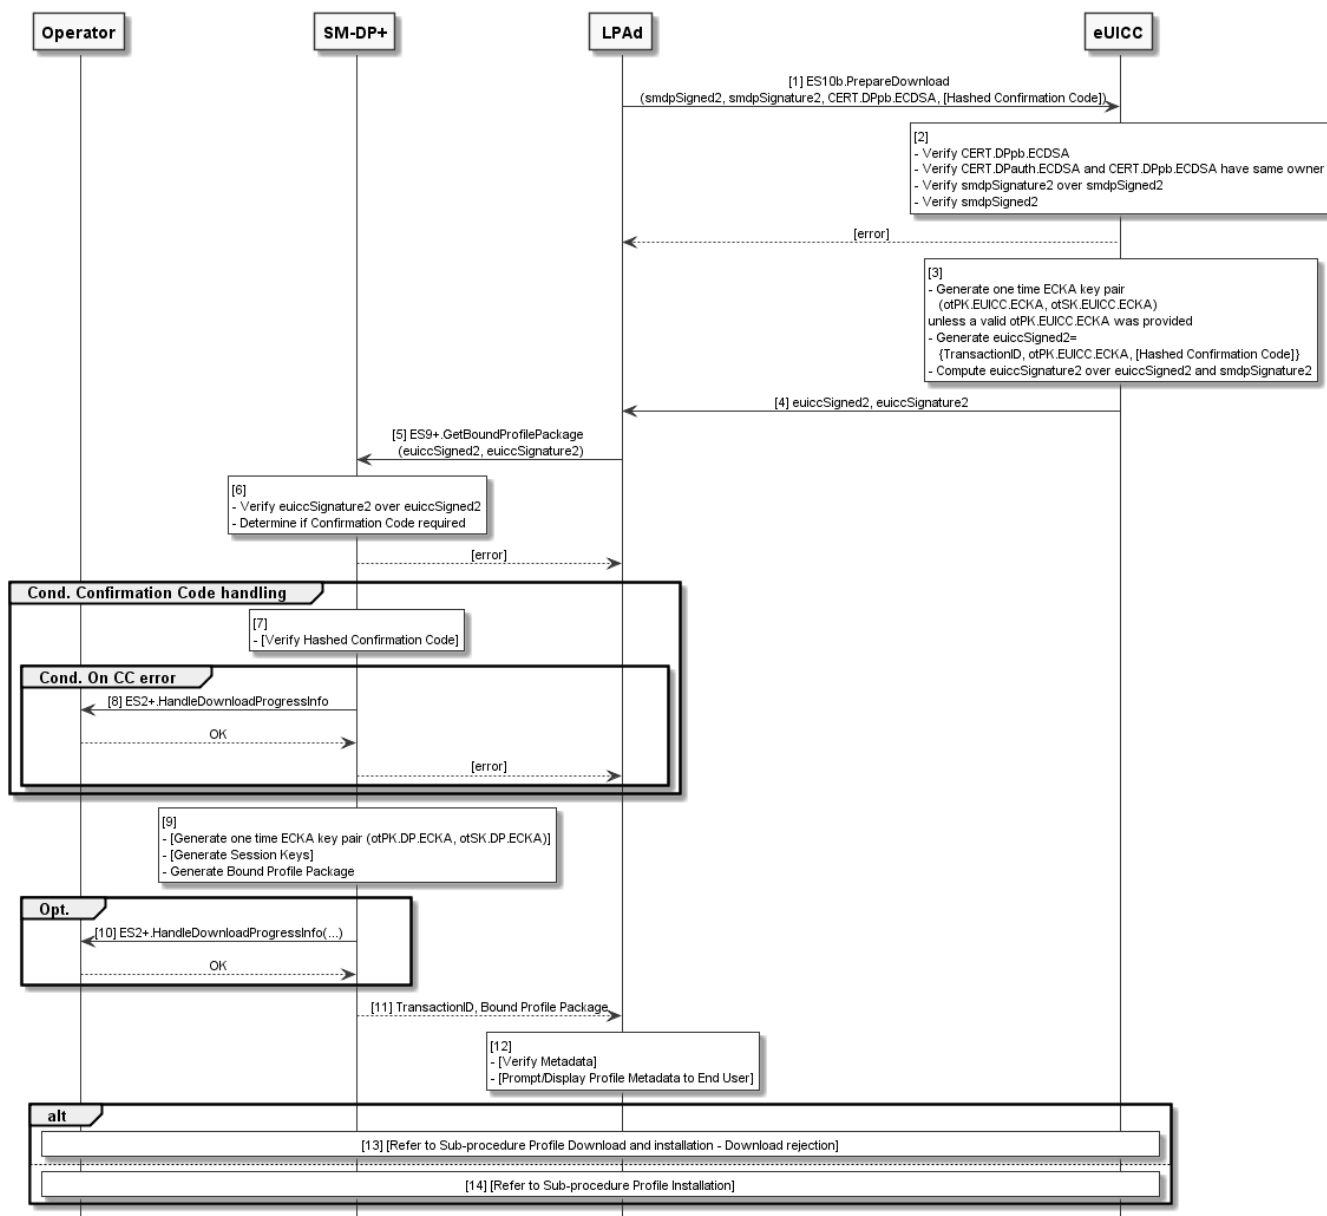 Operator
SM-DP+
LPAd
eUICC
[1] ES10b.PrepareDownload
(smdpSigned2, smdpSignature2, CERT.DPpb.ECDSA, [Hashed Confirmation Code])
[2]
- Verify CERT.DPpb.ECDSA
- Verify CERT.DPauth.ECDSA and CERT.DPpb.ECDSA have same owner
- Verify smdpSignature2 over smdpSigned2
- Verify smdpSigned2
[error]
[3]
- Generate one time ECKA key pair
(otPK.EUICC.ECKA, otSK.EUICC.ECKA)
unless a valid otPK.EUICC.ECKA was provided
- Generate euiccSigned2=
{TransactionID, otPK.EUICC.ECKA, [Hashed Confirmation Code]}
- Compute euiccSignature2 over euiccSigned2 and smdpSignature2
[4] euiccSigned2, euiccSignature2
[5] ES9+.GetBoundProfilePackage
(euiccSigned2, euiccSignature2)
[6]
- Verify euiccSignature2 over euiccSigned2
- Determine if Confirmation Code required
[error]
Cond. Confirmation Code handling
[7]
- [Verify Hashed Confirmation Code]
Cond. On CC error
[8] ES2+.HandleDownloadProgressInfo
OK
[error]
[9]
- [Generate one time ECKA key pair (otPK.DP.ECKA, otSK.DP.ECKA)]
- [Generate Session Keys]
- Generate Bound Profile Package
Opt.
[10] ES2+.HandleDownloadProgressInfo(...)
OK
[11] TransactionID, Bound Profile Package
[12]
- [Verify Metadata]
- [Prompt/Display Profile Metadata to End User]
alt
[13] [Refer to Sub-procedure Profile Download and installation - Download rejection]
[14] [Refer to Sub-procedure Profile Installation]